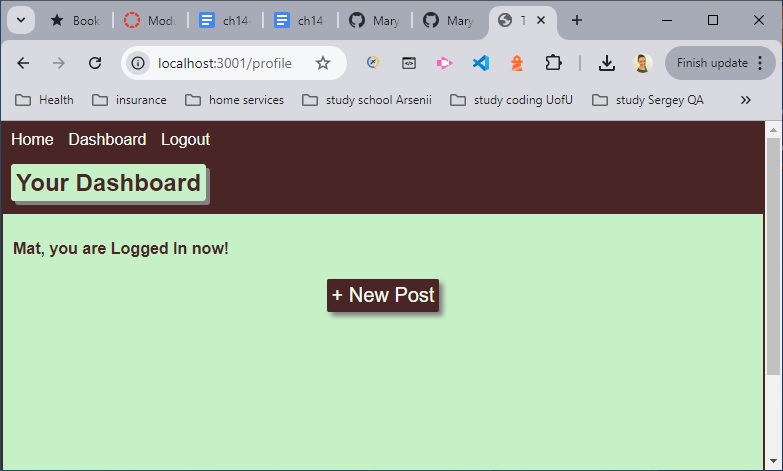 Book
Mod
ch14
ch14
Mary
Mary
T
localhost:3001/profile
Finish update
Health
insurance
home services
study school Arsenii
study coding UofU
study Sergey QA
Home
Dashboard
Logout
Your Dashboard
Mat, you are Logged In now!
+ New Post